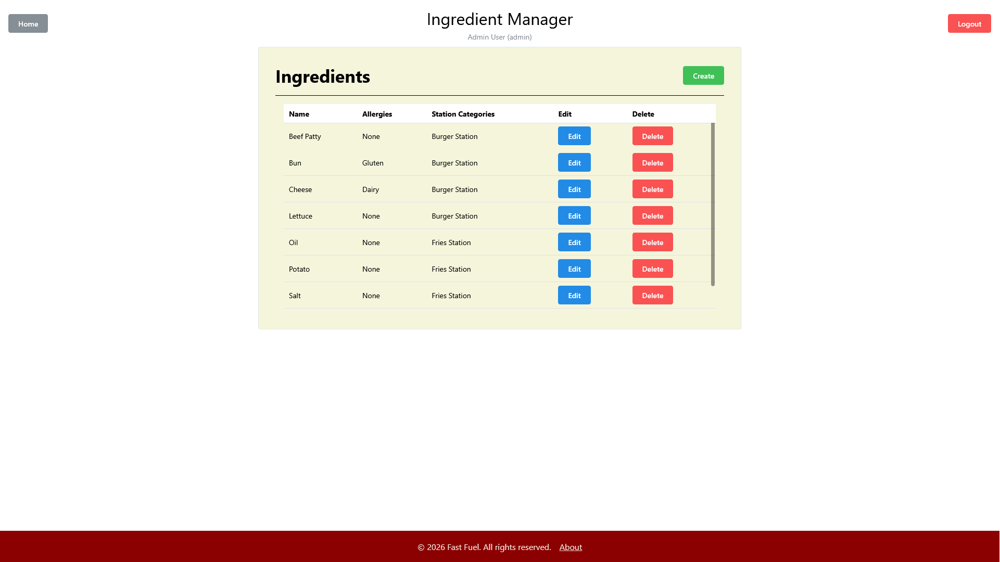 Home
Ingredient Manager
Logout
Admin User (admin)
Ingredients
Create
Name Allergies Station Categories Edit Delete
Beef Patty None Burger Station Edit Delete
Bun Gluten Burger Station Edit Delete
Cheese Dairy Burger Station Edit Delete
Lettuce None Burger Station Edit Delete
Oil None Fries Station Edit Delete
Potato None Fries Station Edit Delete
Salt None Fries Station Edit Delete
© 2026 Fast Fuel. All rights reserved. About